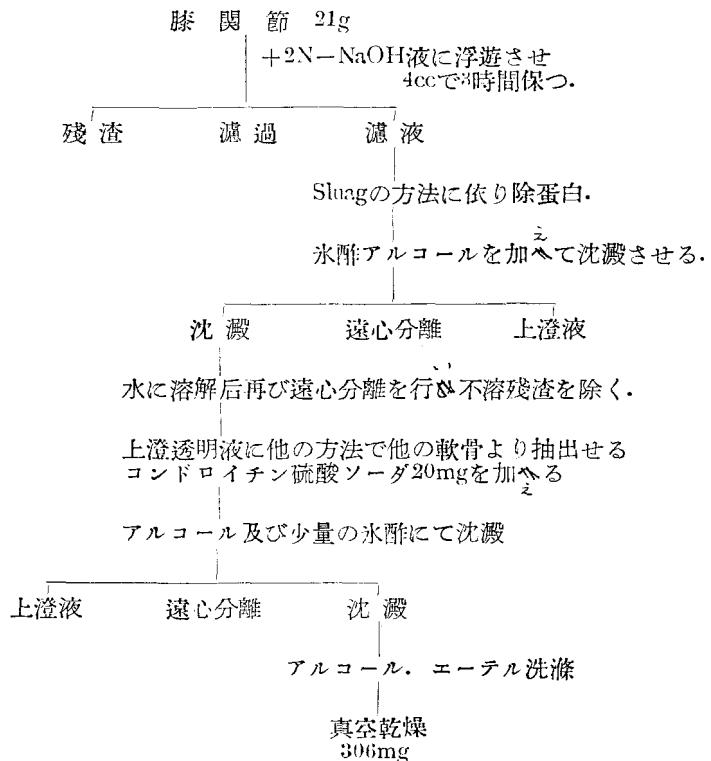 膝関節 21g
+2N-NaOH液に浮遊させ
4ccで3時間保つ.
残渣 濾過 濾液
Sluagの方法に依り除蛋白.
氷酢アルコールを加えて沈澱させる.
沈澱 遠心分離 上澄液
水に溶解后再び遠心分離を行い不溶残渣を除く.
上澄透明液に他の方法で他の軟骨より抽出せる
コンドロイチン硫酸ソーダ20mgを加える
アルコール及び少量の氷酢にて沈澱
上澄液 遠心分離 沈澱
アルコール. エーテル洗滌
真空乾燥
306mg